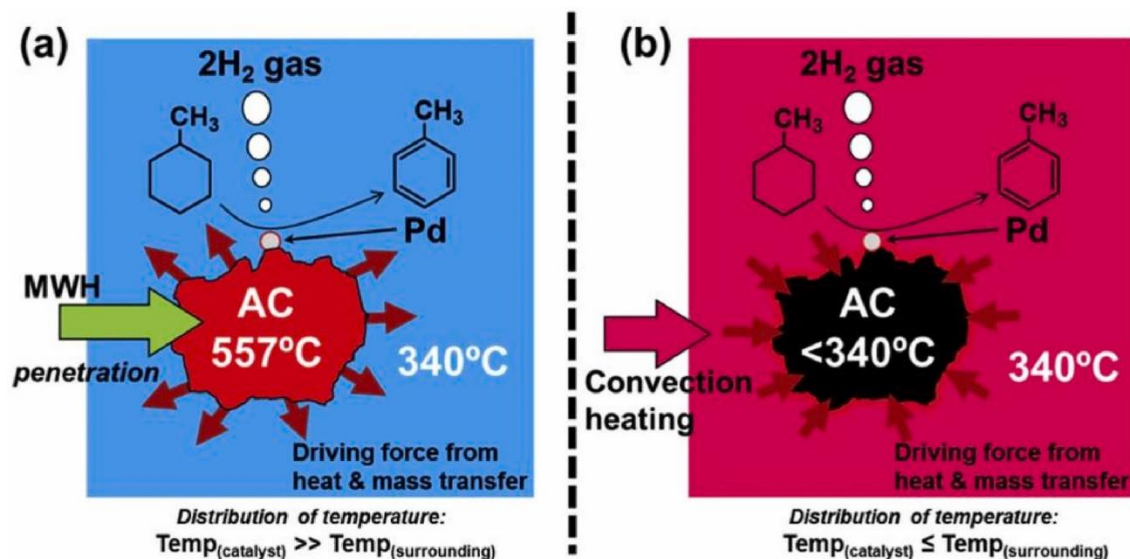 (a)
2H₂ gas
CH₃
CH₃
Pd
MWH
penetration
AC
557ºC
340ºC
Driving force from
heat & mass transfer
Distribution of temperature:
Temp(catalyst) >> Temp(surrounding)
(b)
2H₂ gas
CH₃
CH₃
Pd
Convection
heating
AC
<340ºC
340ºC
Driving force from
heat & mass transfer
Distribution of temperature:
Temp(catalyst) ≤ Temp(surrounding)